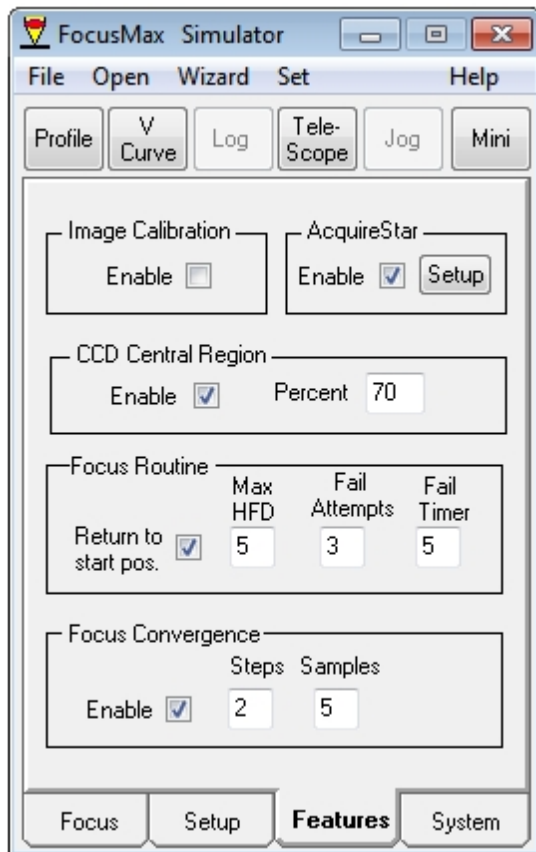 FocusMax Simulator
File Open Wizard Set Help
Profile V Curve Log Tele-Scope Jog Mini
Image Calibration
Enable
AcquireStar
Enable Setup
CCD Central Region
Enable Percent 70
Focus Routine
Max HFD Fail Attempts Fail Timer
Return to start pos. 5 3 5
Focus Convergence
Steps Samples
Enable 2 5
Focus Setup Features System